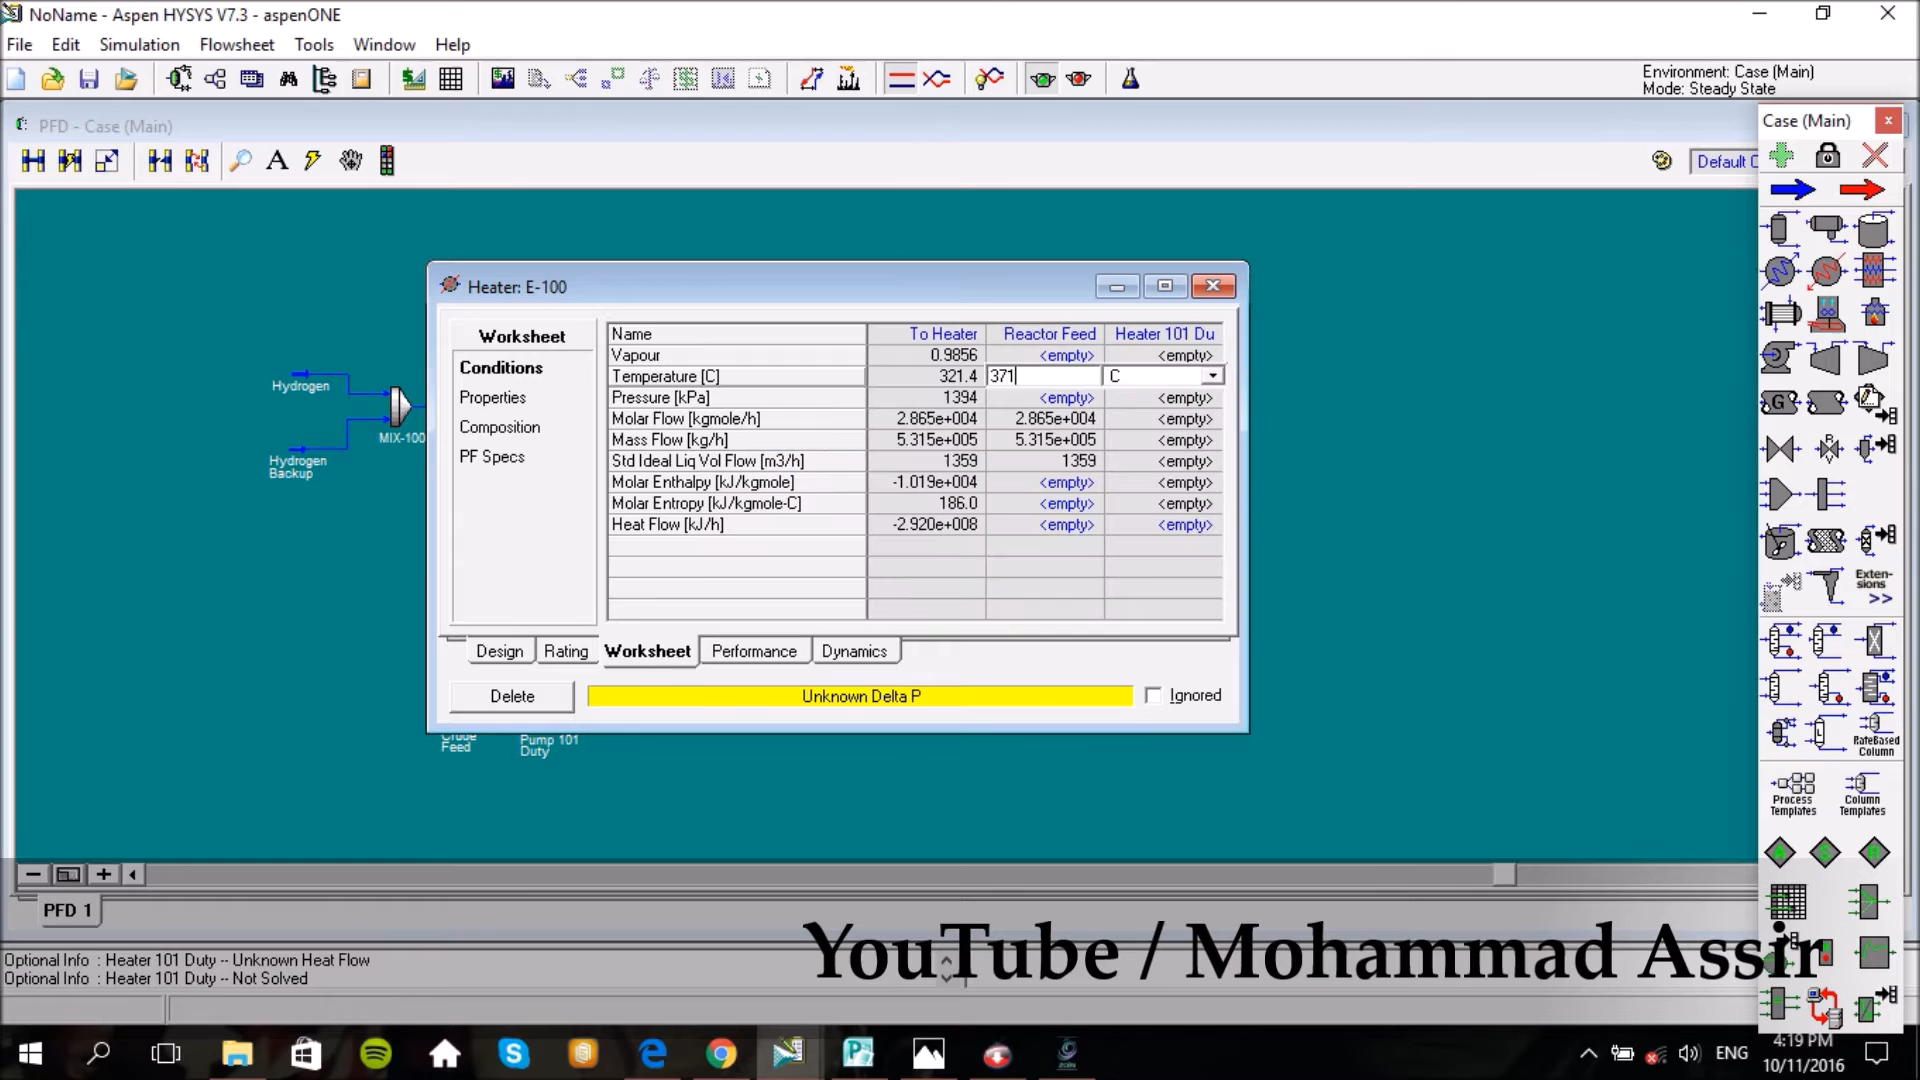 NoName - Aspen HYSYS V7.3 - aspenONE
File Edit Simulation Flowsheet Tools Window Help
Environment: Case (Main)
Mode: Steady State
PFD - Case (Main)
Case (Main)
A
Default C
Heater: E-100
Worksheet
Conditions
Properties
Composition
PF Specs
Name To Heater Reactor Feed Heater 101 Du
Vapour 0.9856 <empty> <empty>
Temperature [C] 321.4 371 C
Pressure [kPa] 1394 <empty> <empty>
Molar Flow [kgmole/h] 2.865e+004 2.865e+004 <empty>
Mass Flow [kg/h] 5.315e+005 5.315e+005 <empty>
Std Ideal Liq Vol Flow [m3/h] 1359 1359 <empty>
Molar Enthalpy [kJ/kgmole] -1.019e+004 <empty> <empty>
Molar Entropy [kJ/kgmole-C] 186.0 <empty> <empty>
Heat Flow [kJ/h] -2.920e+008 <empty> <empty>
Design Rating Worksheet Performance Dynamics
Delete Unknown Delta P Ignored
Hydrogen
MIX-100
Hydrogen
Backup
Crude
Feed
Pump 101
Duty
Exten-
sions
>>
RateBased
Column
Process
Templates
Column
Templates
PFD 1
Optional Info : Heater 101 Duty -- Unknown Heat Flow
Optional Info : Heater 101 Duty -- Not Solved
YouTube / Mohammad Assir
ENG
4:19 PM
10/11/2016